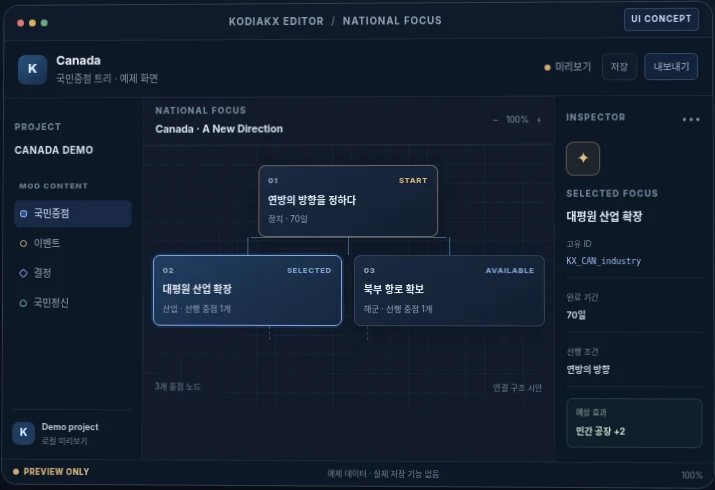 KODIAKX EDITOR / NATIONAL FOCUS
UI CONCEPT
K
Canada
국민중점 트리 · 예제 화면
미리보기
저장
내보내기
PROJECT
CANADA DEMO
MOD CONTENT
국민중점
이벤트
결정
국민정신
K
Demo project
로컬 미리보기
NATIONAL FOCUS
Canada · A New Direction
− 100% +
01
START
연방의 방향을 정하다
정치 · 70일
02
SELECTED
대평원 산업 확장
산업 · 선행 중점 1개
03
AVAILABLE
북부 항로 확보
해군 · 선행 중점 1개
3개 중점 노드
연결 구조 시안
INSPECTOR
SELECTED FOCUS
대평원 산업 확장
고유 ID
KX_CAN_industry
완료 기간
70일
선행 조건
연방의 방향
예상 효과
민간 공장 +2
PREVIEW ONLY
예제 데이터 · 실제 저장 기능 없음
100%